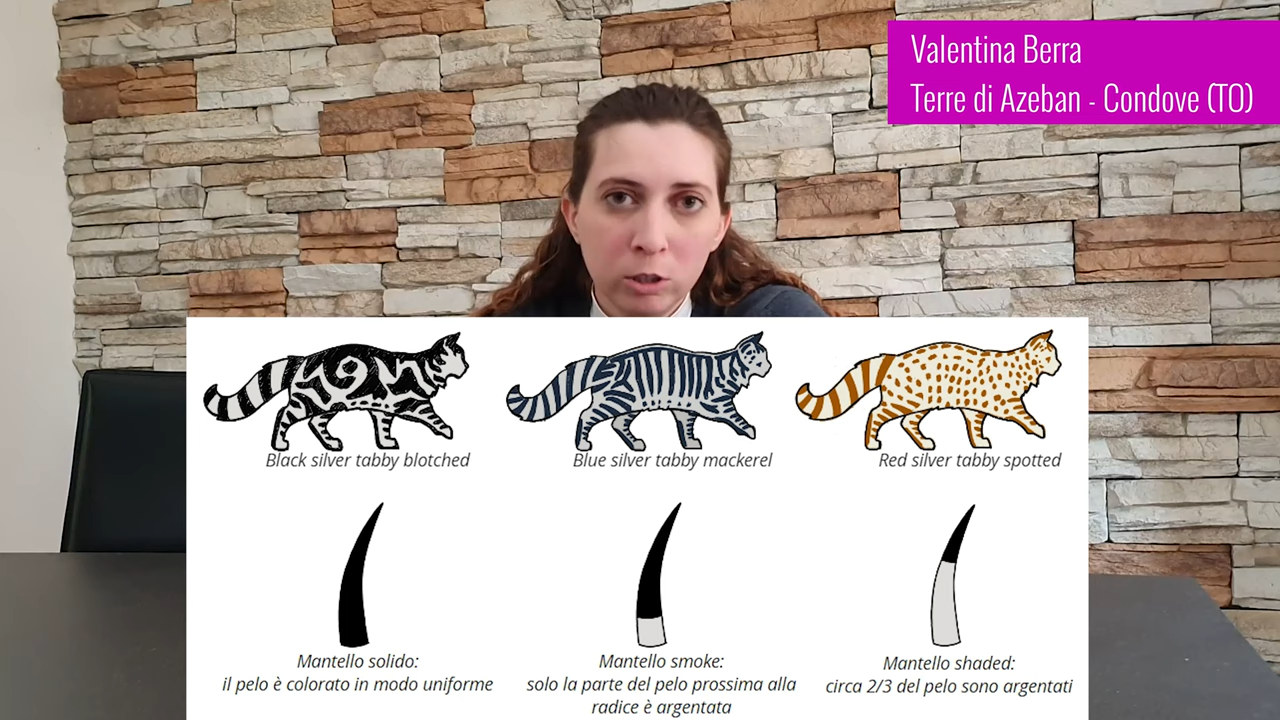 Valentina Berra
Terre di Azeban - Condove (TO)
Black silver tabby blotched
Blue silver tabby mackerel
Red silver tabby spotted
Mantello solido:
il pelo è colorato in modo uniforme
Mantello smoke:
solo la parte del pelo prossima alla
radice è argentata
Mantello shaded:
circa 2/3 del pelo sono argentati